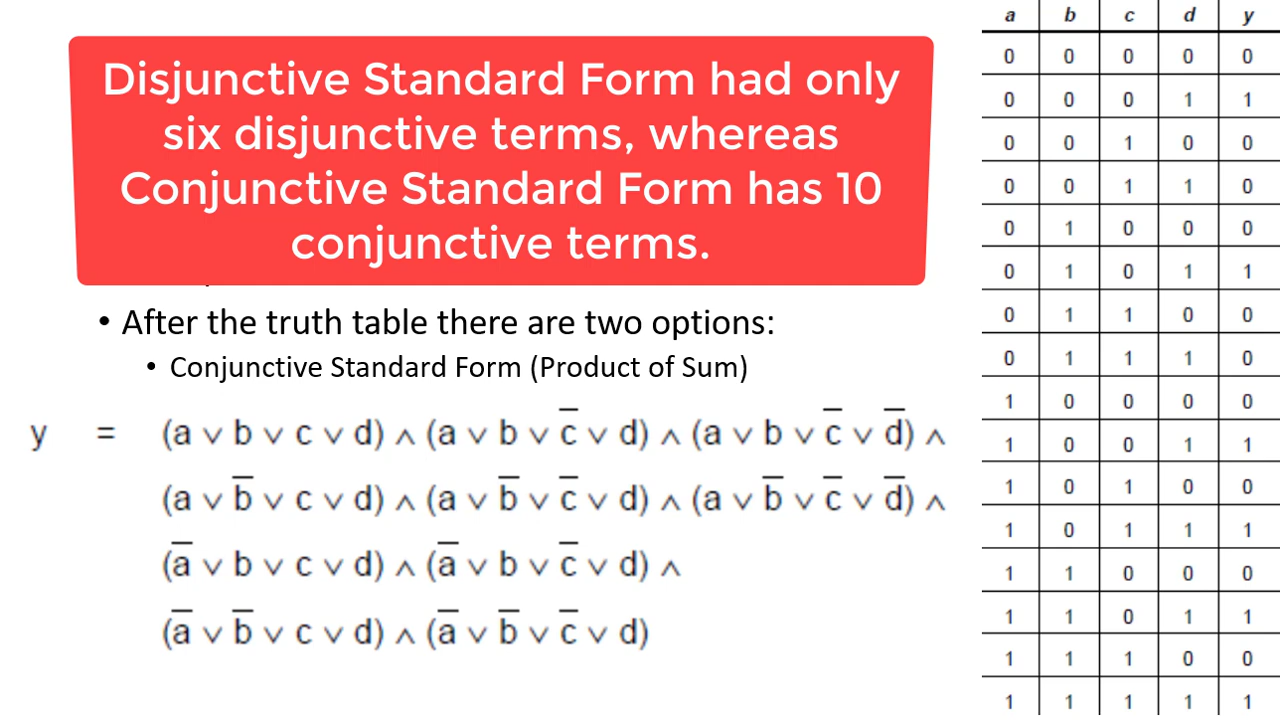 Disjunctive Standard Form had only
six disjunctive terms, whereas
Conjunctive Standard Form has 10
conjunctive terms.
• After the truth table there are two options:
• Conjunctive Standard Form (Product of Sum)
y = (a ∨ b ∨ c ∨ d) ∧ (a ∨ b ∨ c̅ ∨ d) ∧ (a ∨ b ∨ c̅ ∨ d̅) ∧
(a ∨ b̅ ∨ c ∨ d) ∧ (a ∨ b̅ ∨ c̅ ∨ d) ∧ (a ∨ b̅ ∨ c̅ ∨ d̅) ∧
(a̅ ∨ b ∨ c ∨ d) ∧ (a̅ ∨ b ∨ c̅ ∨ d) ∧
(a̅ ∨ b̅ ∨ c ∨ d) ∧ (a̅ ∨ b̅ ∨ c̅ ∨ d)
a b c d y
0 0 0 0 0
0 0 0 1 1
0 0 1 0 0
0 0 1 1 0
0 1 0 0 0
0 1 0 1 1
0 1 1 0 0
0 1 1 1 0
1 0 0 0 0
1 0 0 1 1
1 0 1 0 0
1 0 1 1 1
1 1 0 0 0
1 1 0 1 1
1 1 1 0 0
1 1 1 1 1